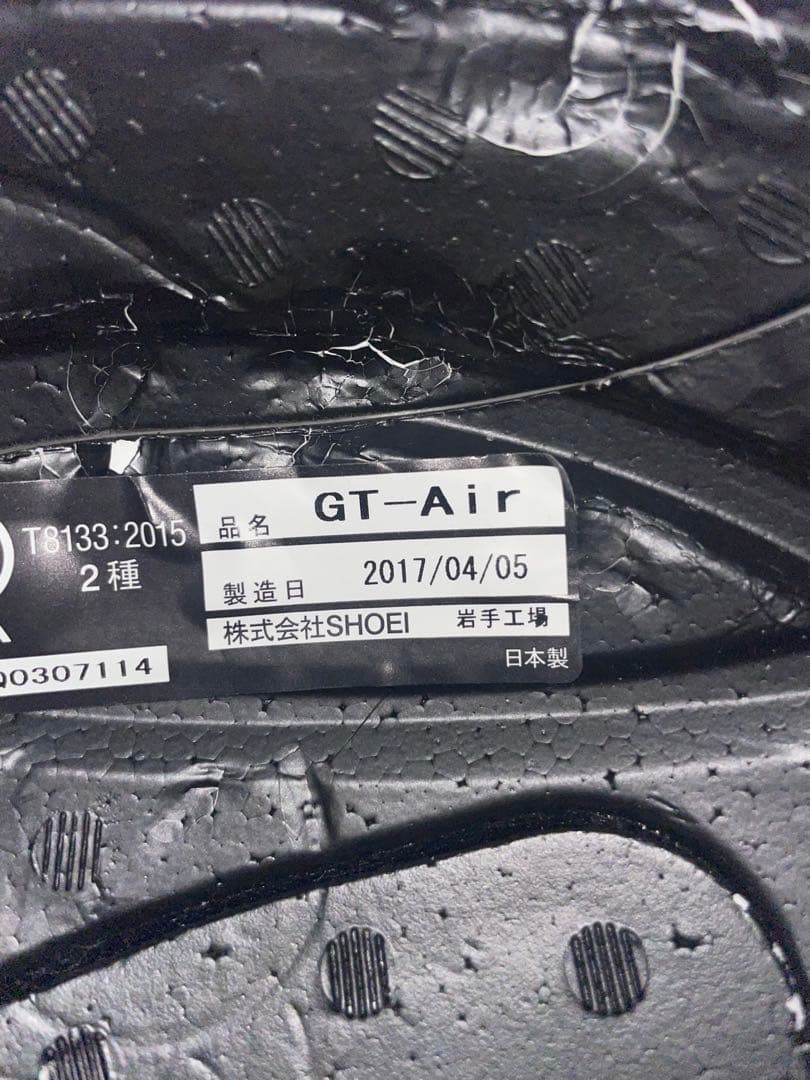 T8133:2015
2種
Q0307114
品名 GT-Air
製造日 2017/04/05
株式会社SHOEI 岩手工場
日本製